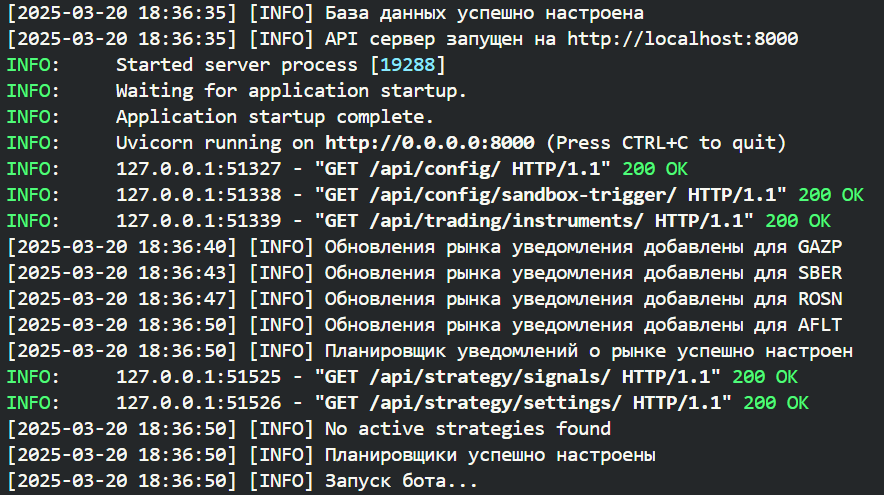 [2025-03-20 18:36:35] [INFO] База данных успешно настроена
[2025-03-20 18:36:35] [INFO] API сервер запущен на http://localhost:8000
INFO:     Started server process [19288]
INFO:     Waiting for application startup.
INFO:     Application startup complete.
INFO:     Uvicorn running on http://0.0.0.0:8000 (Press CTRL+C to quit)
INFO:     127.0.0.1:51327 - "GET /api/config/ HTTP/1.1" 200 OK
INFO:     127.0.0.1:51338 - "GET /api/config/sandbox-trigger/ HTTP/1.1" 200 OK
INFO:     127.0.0.1:51339 - "GET /api/trading/instruments/ HTTP/1.1" 200 OK
[2025-03-20 18:36:40] [INFO] Обновления рынка уведомления добавлены для GAZP
[2025-03-20 18:36:43] [INFO] Обновления рынка уведомления добавлены для SBER
[2025-03-20 18:36:47] [INFO] Обновления рынка уведомления добавлены для ROSN
[2025-03-20 18:36:50] [INFO] Обновления рынка уведомления добавлены для AFLT
[2025-03-20 18:36:50] [INFO] Планировщик уведомлений о рынке успешно настроен
INFO:     127.0.0.1:51525 - "GET /api/strategy/signals/ HTTP/1.1" 200 OK
INFO:     127.0.0.1:51526 - "GET /api/strategy/settings/ HTTP/1.1" 200 OK
[2025-03-20 18:36:50] [INFO] No active strategies found
[2025-03-20 18:36:50] [INFO] Планировщики успешно настроены
[2025-03-20 18:36:50] [INFO] Запуск бота...